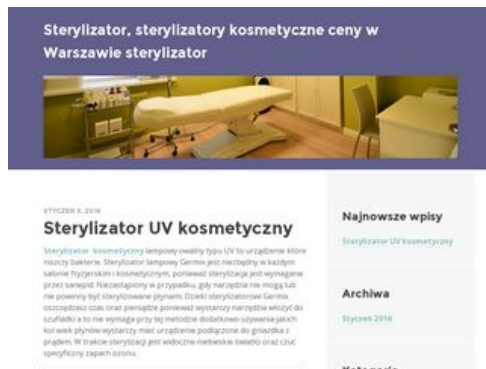 Sterylizator, sterylizatory kosmetyczne ceny w
Warszawie sterylizator
STYCZEŃ 9, 2016
Sterylizator UV kosmetyczny
Sterylizator kosmetyczny lampowy owalny typu UV to urządzenie które
niszczy bakterie. Sterylizator lampowy Germix jest niezbędny w każdym
salonie fryzjerskim i kosmetycznym, ponieważ sterylizacja jest wymagana
przez sanepid. Niezastąpiony w przypadku, gdy narzędzia nie mogą lub
nie powinny być sterylizowane płynami. Dzięki sterylizatorowi Germix
oszczędzasz czas oraz pieniądze ponieważ wystarczy narzędzia włożyć do
szufladki a to nie wymaga przy tej metodzie dodatkowo używania jakich
kol wiek płynów wystarczy mieć urządzenie podłączone do gniazdka z
prądem. W trakcie sterylizacji jest widoczne niebieskie światło oraz czuć
specyficzny zapach ozonu.
Najnowsze wpisy
Sterylizator UV kosmetyczny
Archiwa
Styczeń 2016